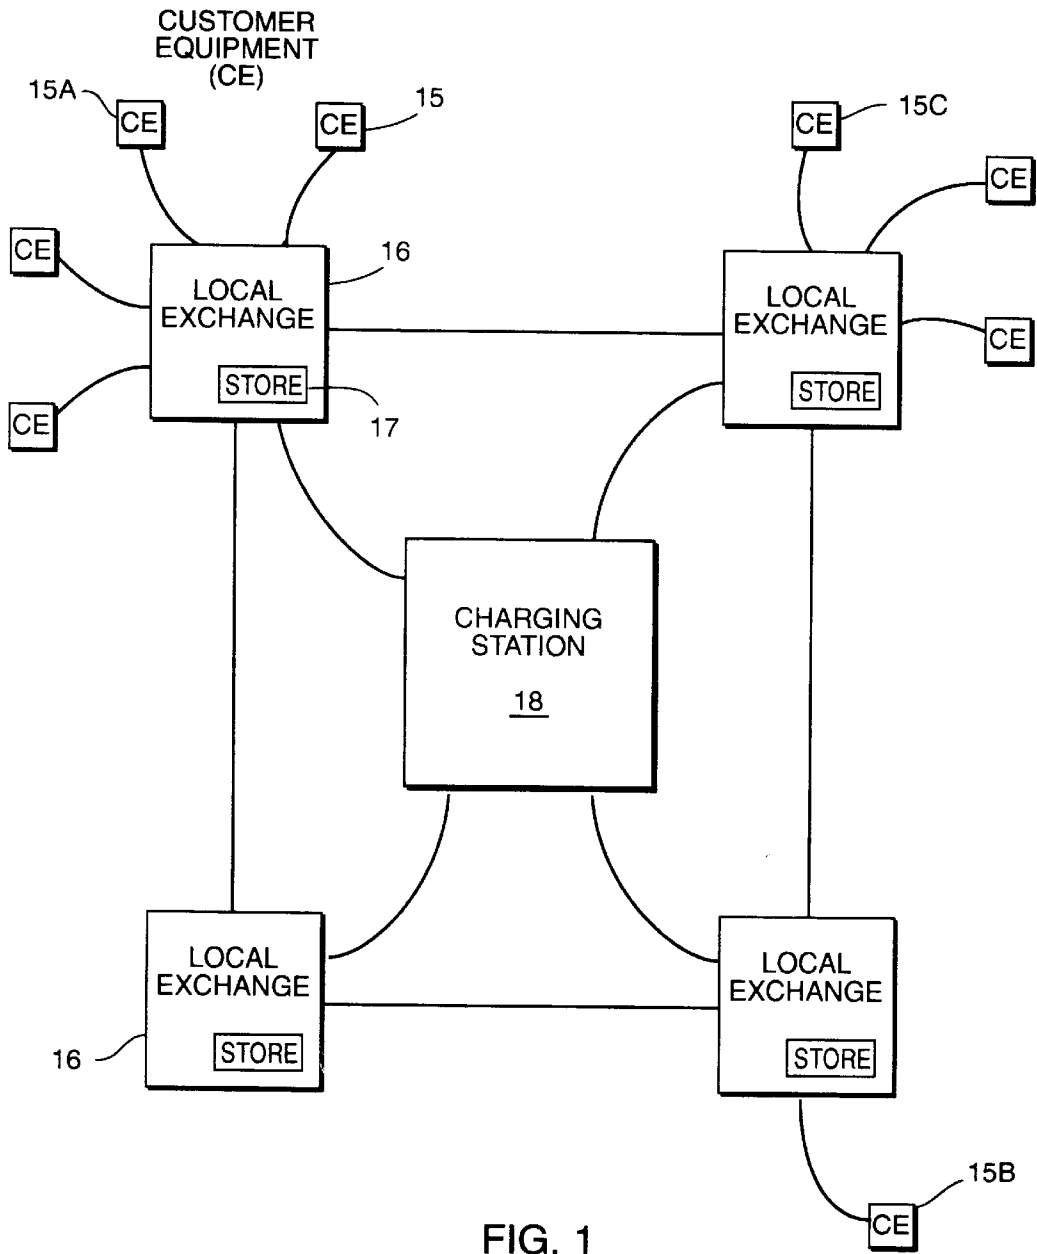 CUSTOMER
EQUIPMENT
(CE)
15A
CE
CE
15
CE
15C
CE
CE
16
LOCAL
EXCHANGE
STORE
17
CE
LOCAL
EXCHANGE
STORE
CE
CHARGING
STATION
18
LOCAL
EXCHANGE
STORE
16
LOCAL
EXCHANGE
STORE
15B
CE
FIG. 1